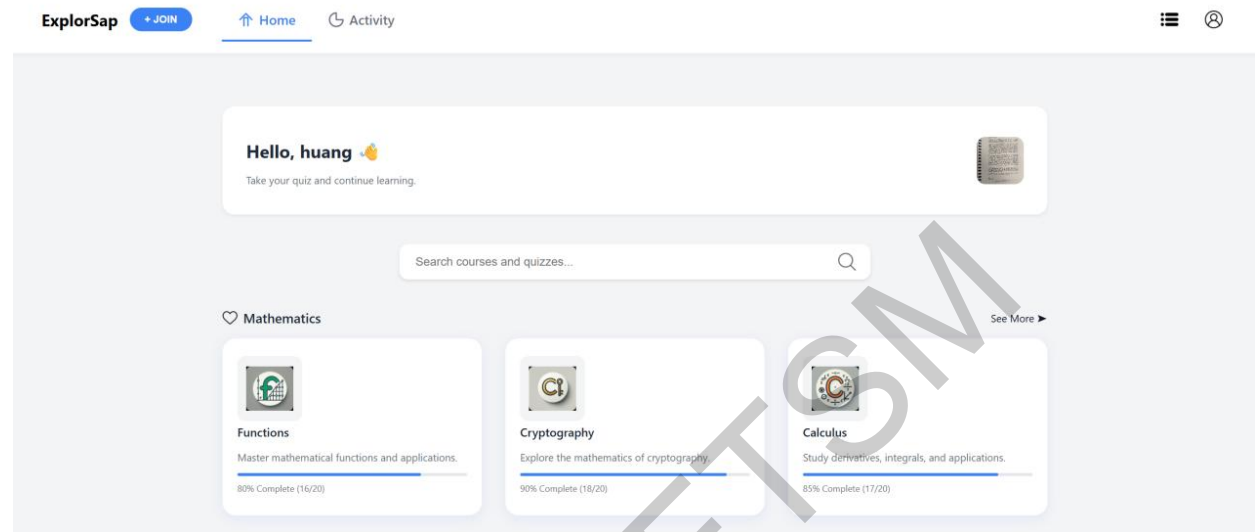 ExplorSap
+ JOIN
Home
Activity
Hello, huang
Take your quiz and continue learning.
Search courses and quizzes...
Mathematics
See More
Functions
Master mathematical functions and applications.
80% Complete (16/20)
Cryptography
Explore the mathematics of cryptography.
90% Complete (18/20)
Calculus
Study derivatives, integrals, and applications.
85% Complete (17/20)
FTSM